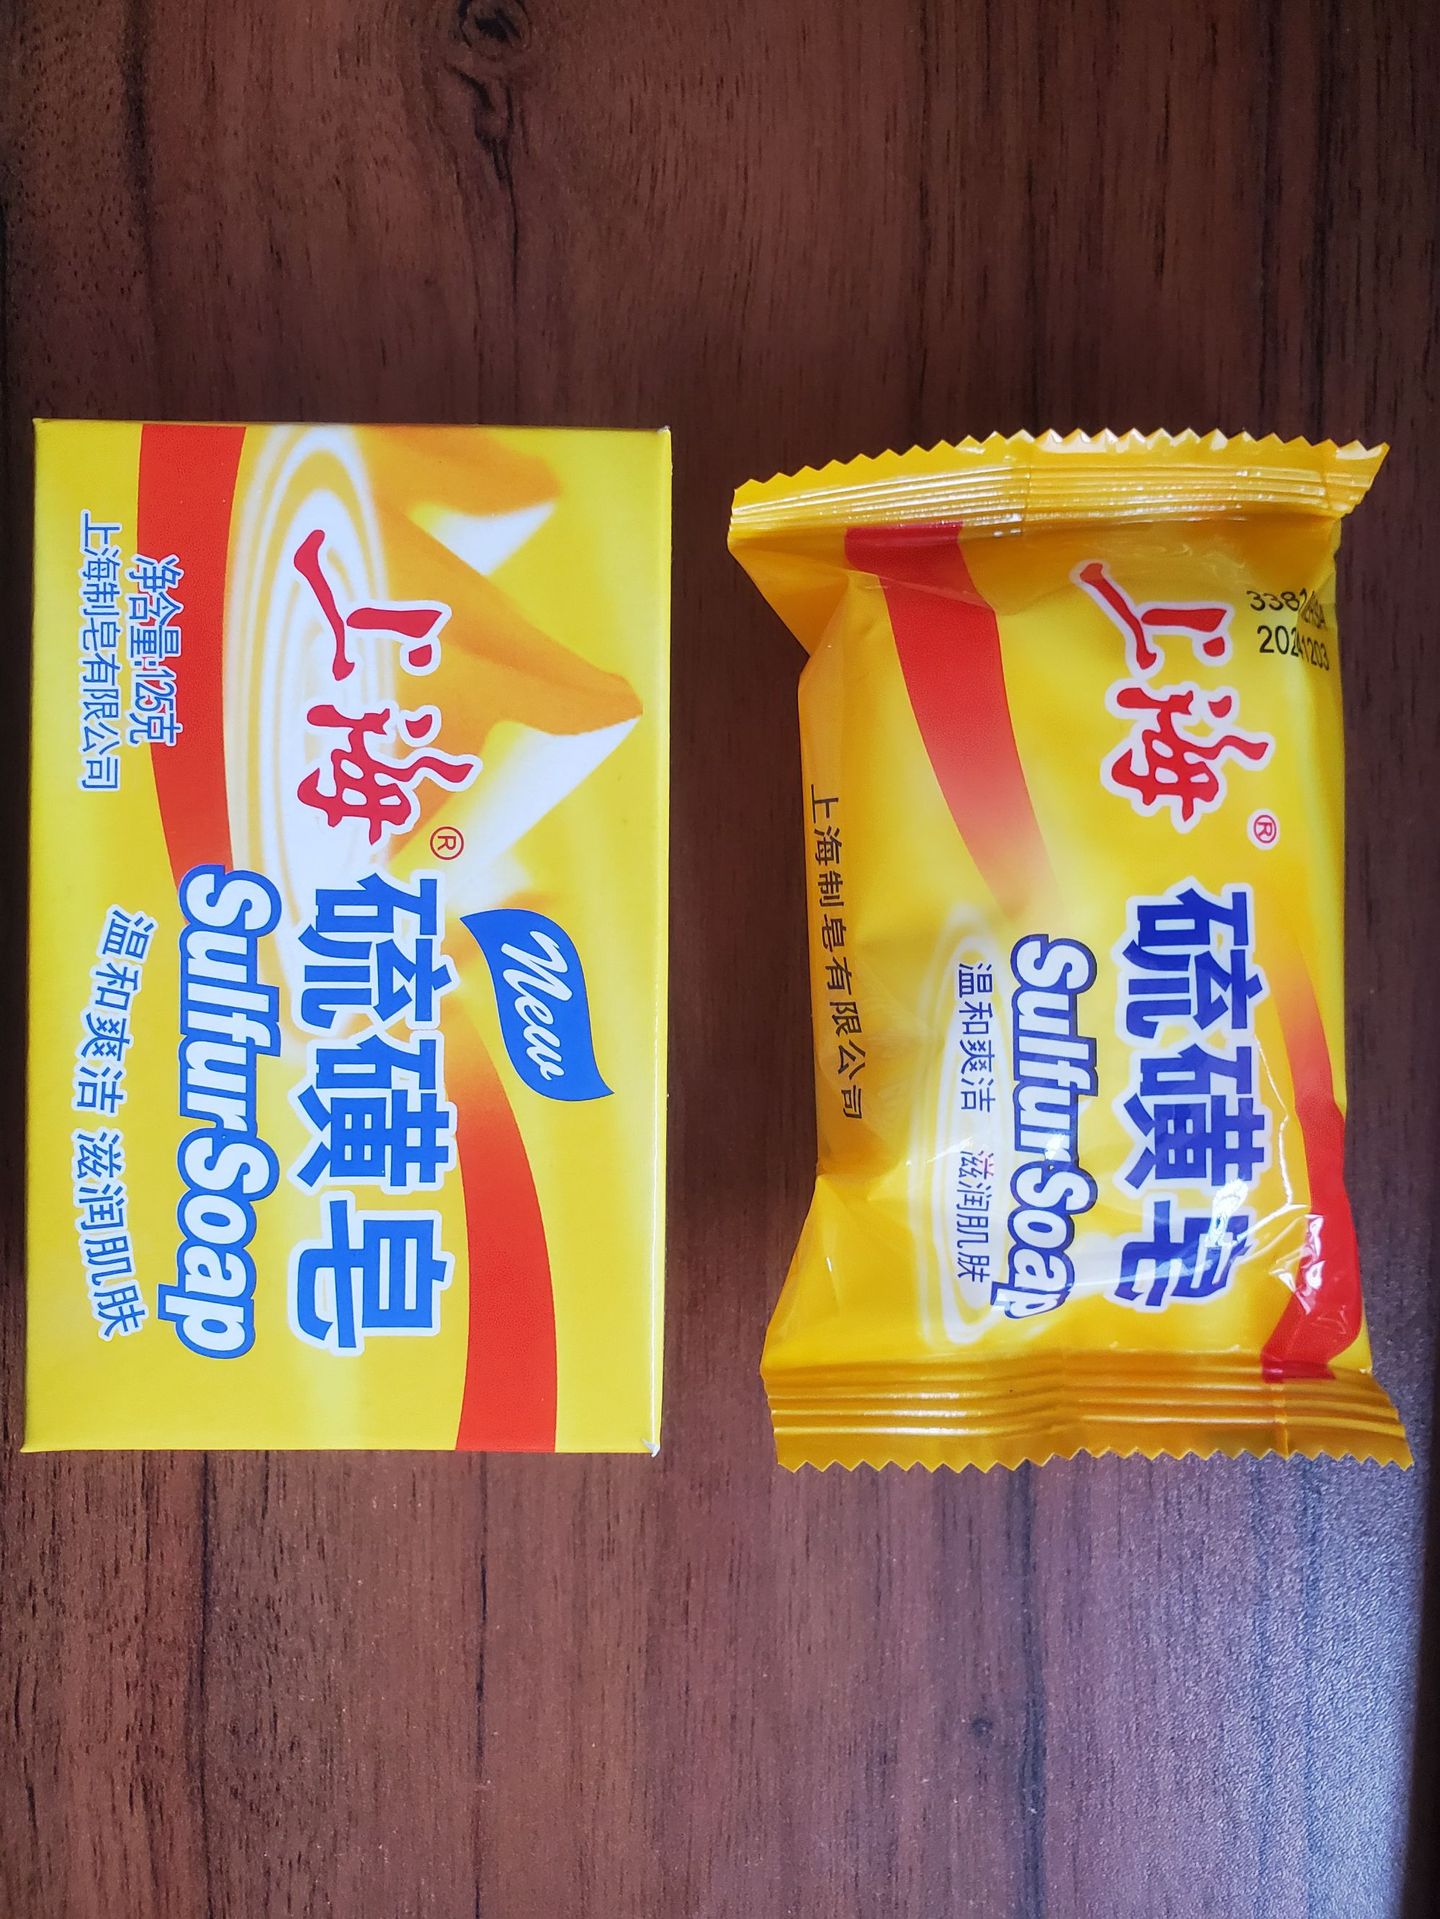 上海®
硫磺皂
New
SulfurSoap
温和爽洁 滋润肌肤
净含量:125克
上海制皂有限公司
20241203
上海®
硫磺皂
SulfurSoap
温和爽洁 滋润肌肤
上海制皂有限公司